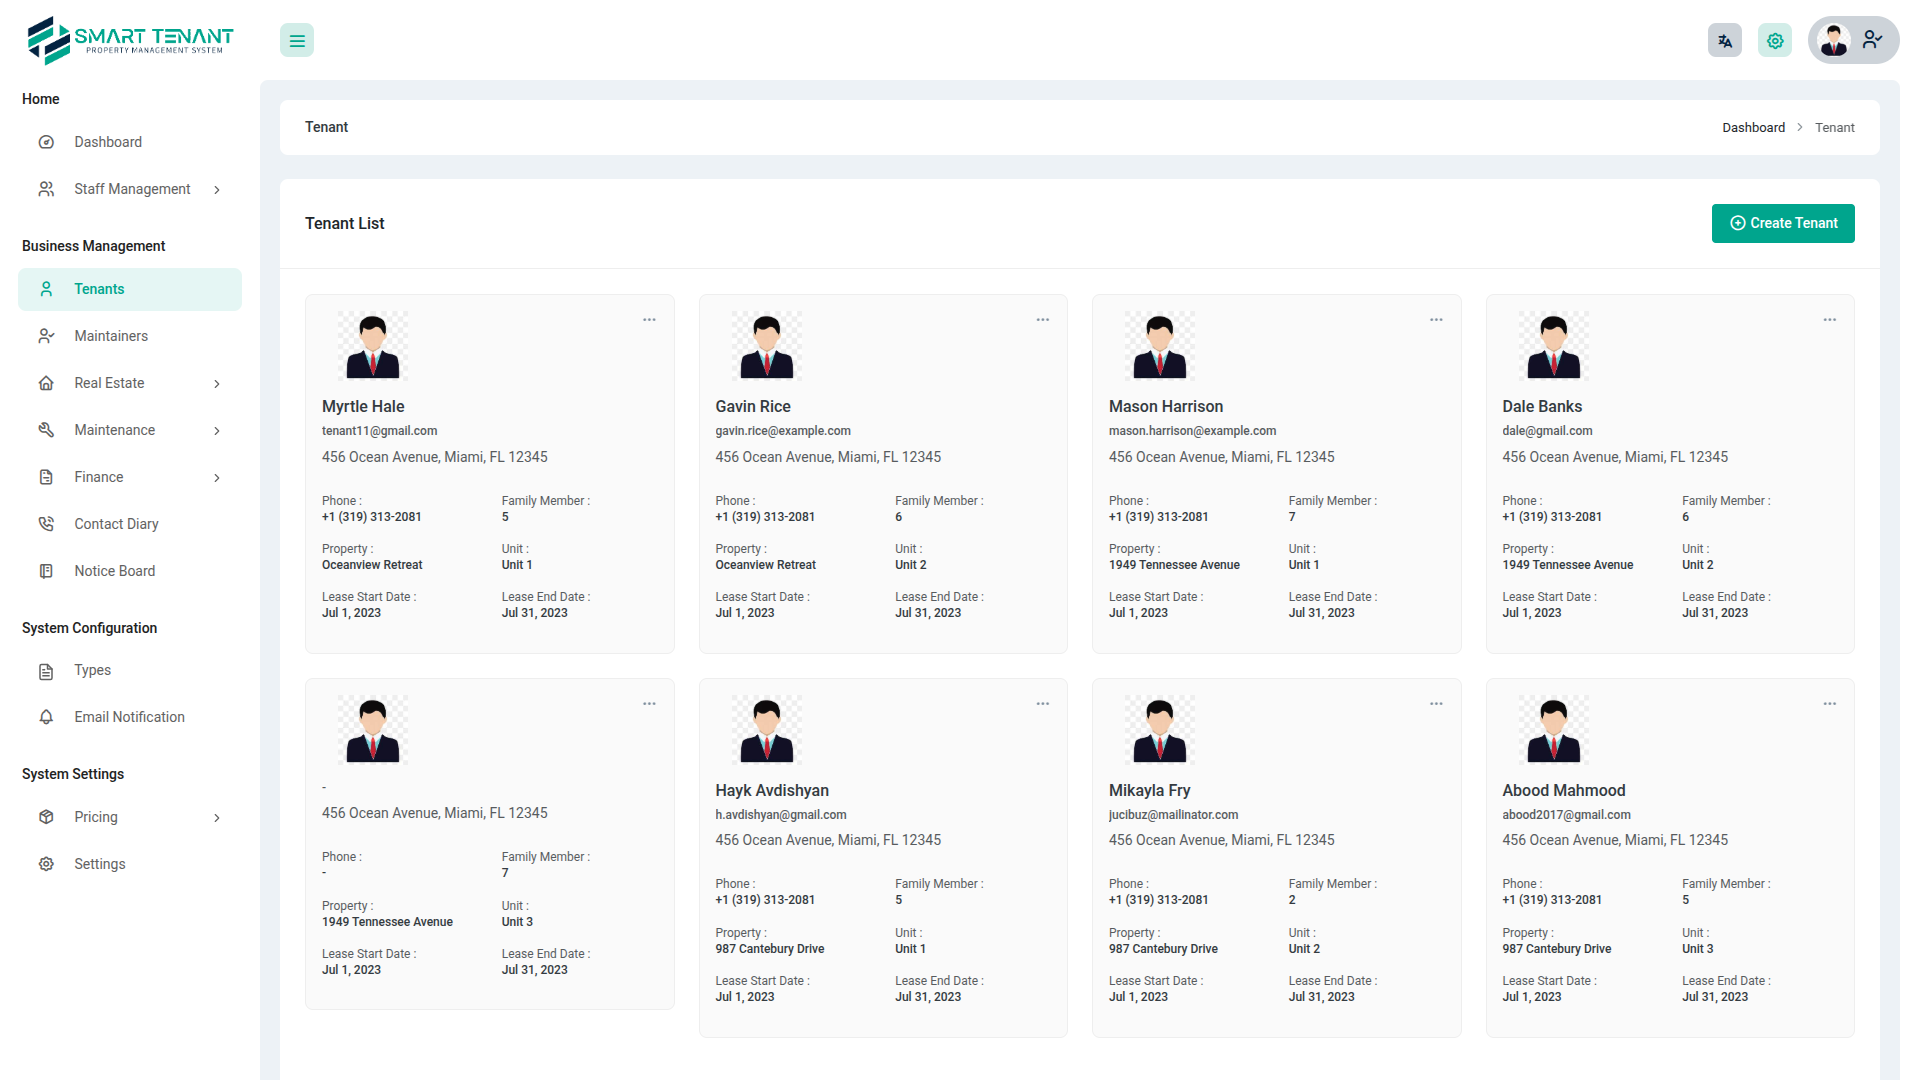 SMART TENANT
PROPERTY MANAGEMENT SYSTEM
Home
Dashboard
Staff Management
Business Management
Tenants
Maintainers
Real Estate
Maintenance
Finance
Contact Diary
Notice Board
System Configuration
Types
Email Notification
System Settings
Pricing
Settings
Tenant
Dashboard > Tenant
Tenant List
Create Tenant
Myrtle Hale
tenant11@gmail.com
456 Ocean Avenue, Miami, FL 12345
Phone : Family Member :
+1 (319) 313-2081 5
Property : Unit :
Oceanview Retreat Unit 1
Lease Start Date : Lease End Date :
Jul 1, 2023 Jul 31, 2023
Gavin Rice
gavin.rice@example.com
456 Ocean Avenue, Miami, FL 12345
Phone : Family Member :
+1 (319) 313-2081 6
Property : Unit :
Oceanview Retreat Unit 2
Lease Start Date : Lease End Date :
Jul 1, 2023 Jul 31, 2023
Mason Harrison
mason.harrison@example.com
456 Ocean Avenue, Miami, FL 12345
Phone : Family Member :
+1 (319) 313-2081 7
Property : Unit :
1949 Tennessee Avenue Unit 1
Lease Start Date : Lease End Date :
Jul 1, 2023 Jul 31, 2023
Dale Banks
dale@gmail.com
456 Ocean Avenue, Miami, FL 12345
Phone : Family Member :
+1 (319) 313-2081 6
Property : Unit :
1949 Tennessee Avenue Unit 2
Lease Start Date : Lease End Date :
Jul 1, 2023 Jul 31, 2023
-
456 Ocean Avenue, Miami, FL 12345
Phone : Family Member :
- 7
Property : Unit :
1949 Tennessee Avenue Unit 3
Lease Start Date : Lease End Date :
Jul 1, 2023 Jul 31, 2023
Hayk Avdishyan
h.avdishyan@gmail.com
456 Ocean Avenue, Miami, FL 12345
Phone : Family Member :
+1 (319) 313-2081 5
Property : Unit :
987 Cantebury Drive Unit 1
Lease Start Date : Lease End Date :
Jul 1, 2023 Jul 31, 2023
Mikayla Fry
jucibuz@mailinator.com
456 Ocean Avenue, Miami, FL 12345
Phone : Family Member :
+1 (319) 313-2081 2
Property : Unit :
987 Cantebury Drive Unit 2
Lease Start Date : Lease End Date :
Jul 1, 2023 Jul 31, 2023
Abood Mahmood
abood2017@gmail.com
456 Ocean Avenue, Miami, FL 12345
Phone : Family Member :
+1 (319) 313-2081 5
Property : Unit :
987 Cantebury Drive Unit 3
Lease Start Date : Lease End Date :
Jul 1, 2023 Jul 31, 2023